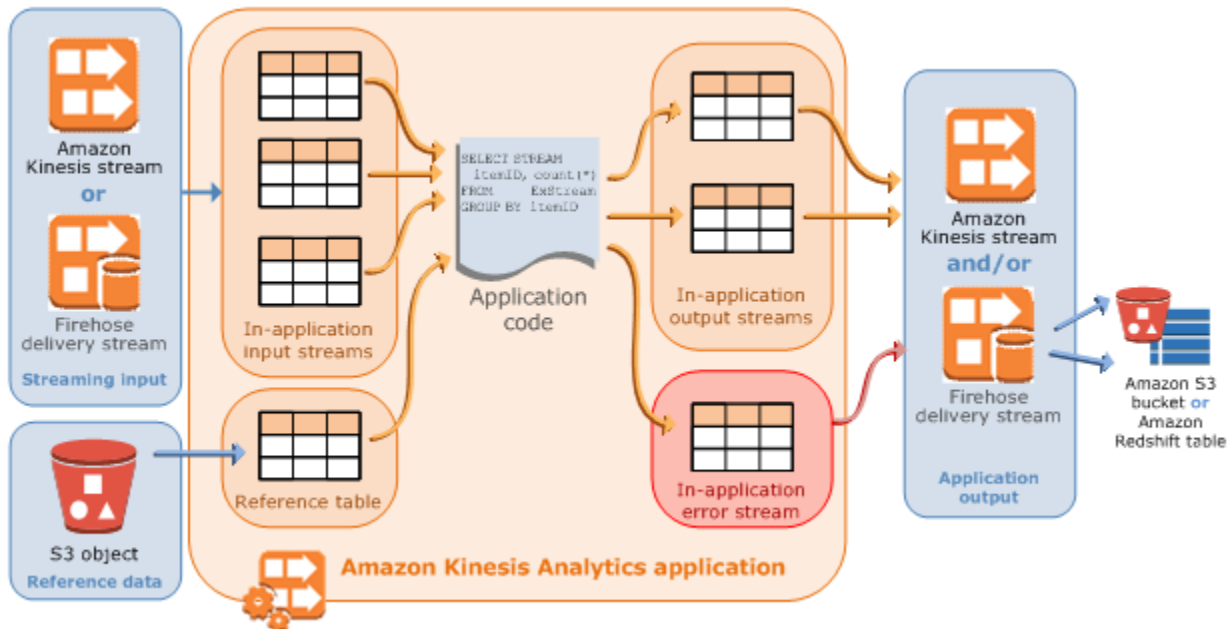 Amazon
Kinesis stream
or
Firehose
delivery stream
Streaming input
S3 object
Reference data
In-application
input streams
Reference table
SELECT STREAM
itemID, count(*)
FROM ExStream
GROUP BY itemID
Application
code
In-application
output streams
In-application
error stream
Amazon Kinesis Analytics application
Amazon
Kinesis stream
and/or
Firehose
delivery stream
Application
output
Amazon S3
bucket or
Amazon
Redshift table